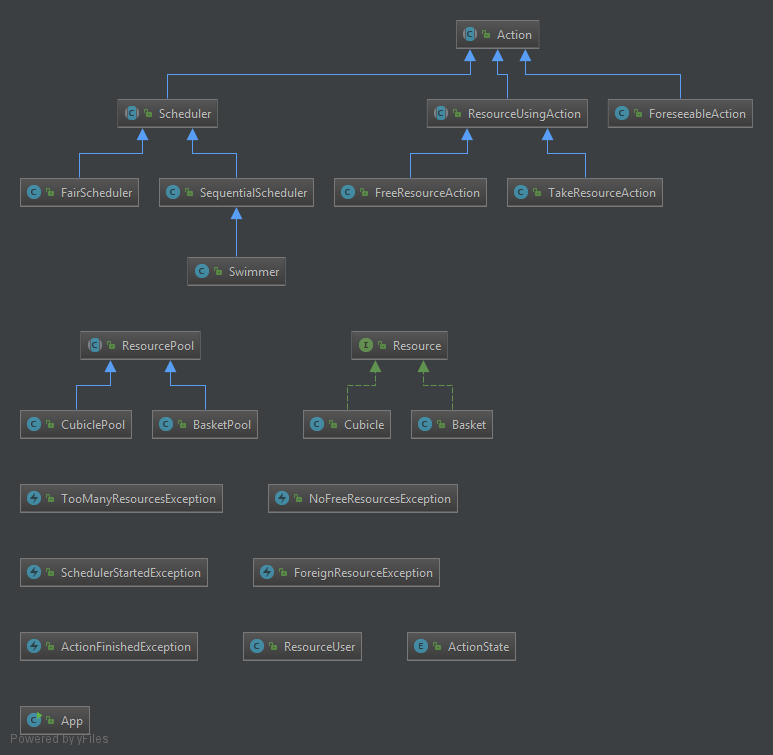 Action
Scheduler
ResourceUsingAction
ForeseeableAction
FairScheduler
SequentialScheduler
FreeResourceAction
TakeResourceAction
Swimmer
ResourcePool
Resource
CubiclePool
BasketPool
Cubicle
Basket
TooManyResourcesException
NoFreeResourcesException
SchedulerStartedException
ForeignResourceException
ActionFinishedException
ResourceUser
ActionState
App
Powered by yFiles